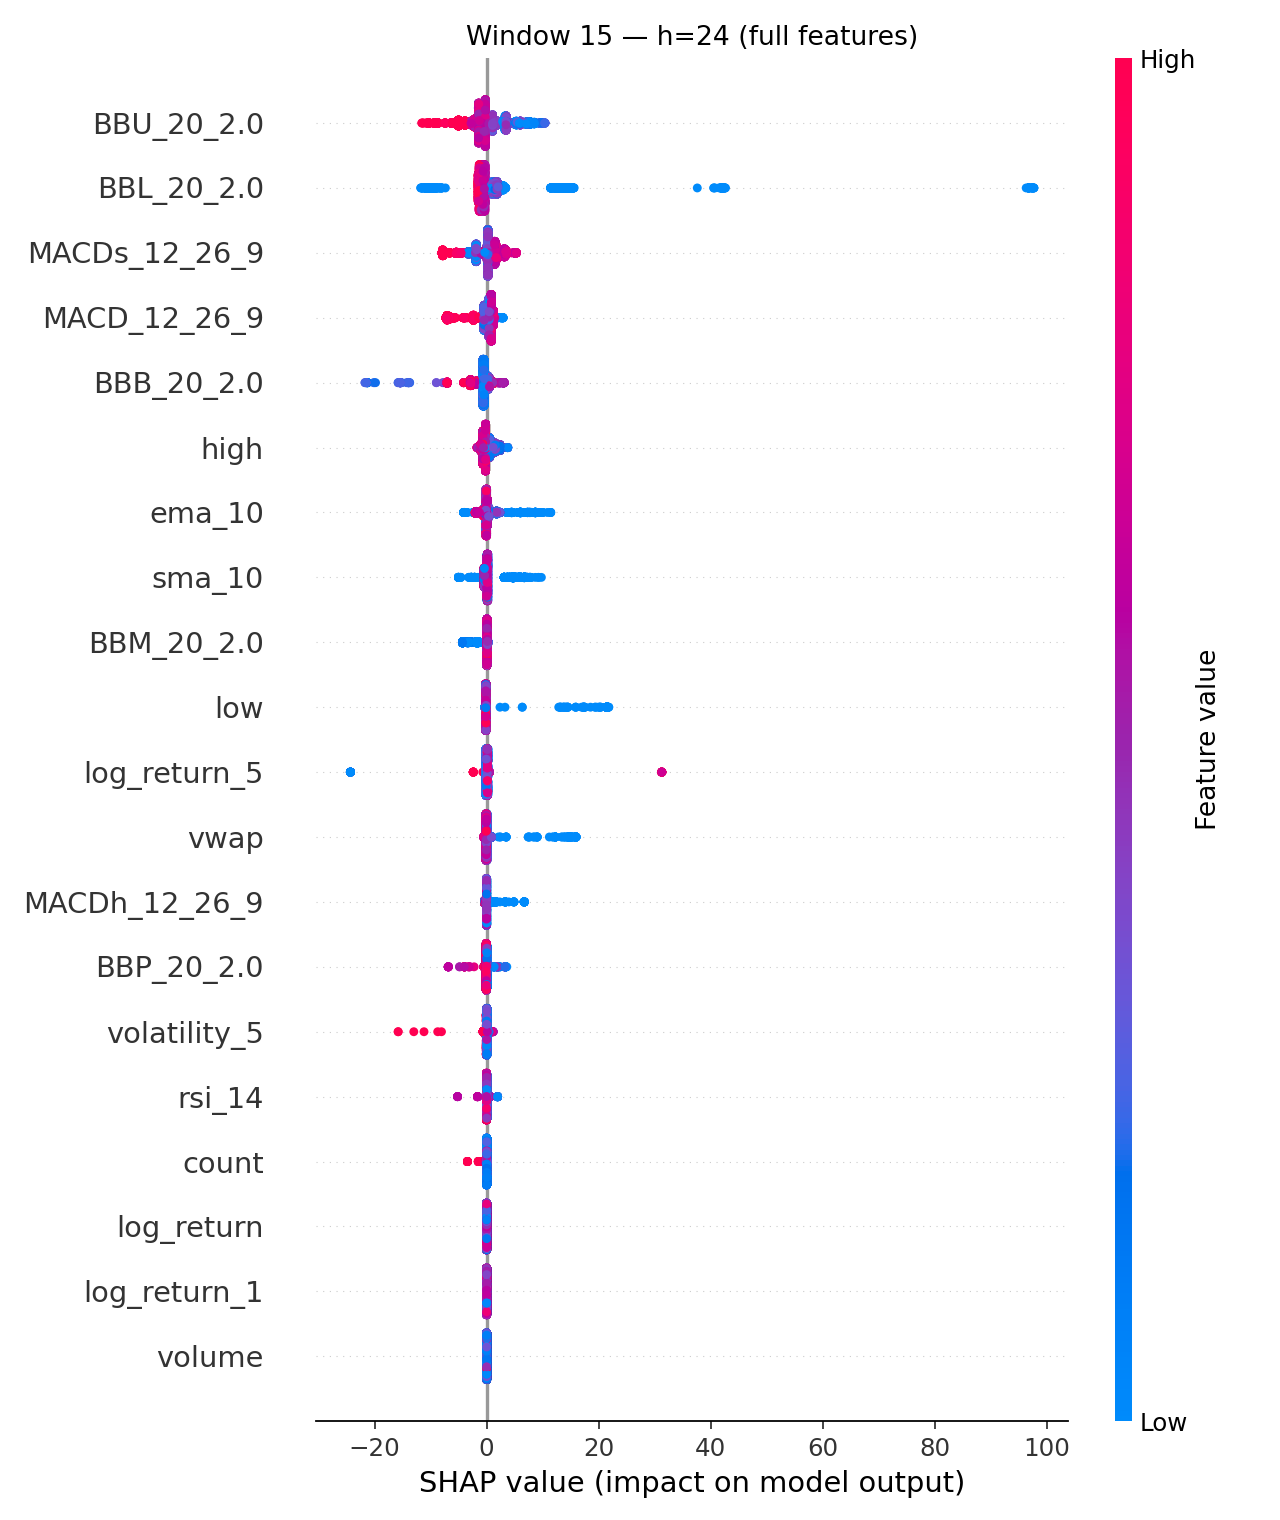 Window 15 — h=24 (full features)
High
BBU_20_2.0
BBL_20_2.0
MACDs_12_26_9
MACD_12_26_9
BBB_20_2.0
high
ema_10
sma_10
BBM_20_2.0
low
log_return_5
vwap
MACDh_12_26_9
BBP_20_2.0
volatility_5
rsi_14
count
log_return
log_return_1
volume
Feature value
Low
−20 0 20 40 60 80 100
SHAP value (impact on model output)